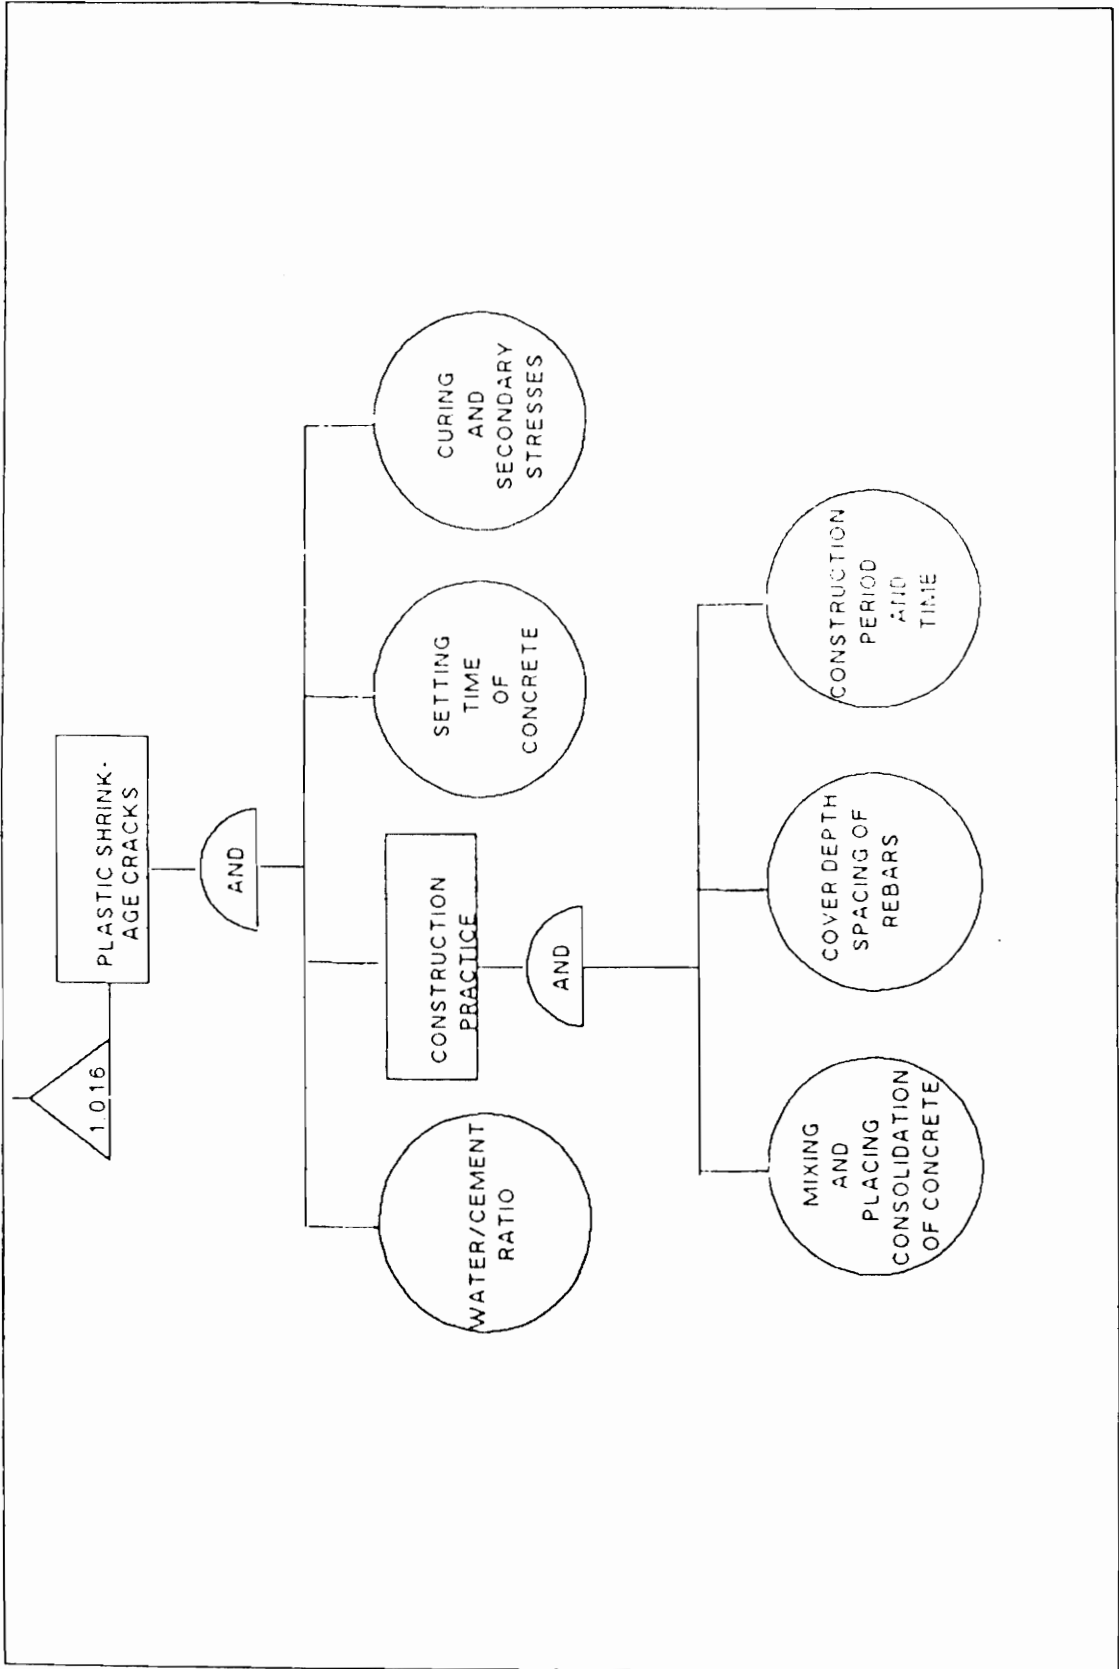 1.016
PLASTIC SHRINK-
AGE CRACKS
AND
WATER/CEMENT
RATIO
CONSTRUCTION
PRACTICE
SETTING
TIME
OF
CONCRETE
CURING
AND
SECONDARY
STRESSES
AND
MIXING
AND
PLACING
CONSOLIDATION
OF CONCRETE
COVER DEPTH
SPACING OF
REBARS
CONSTRUCTION
PERIOD
AND
TIME